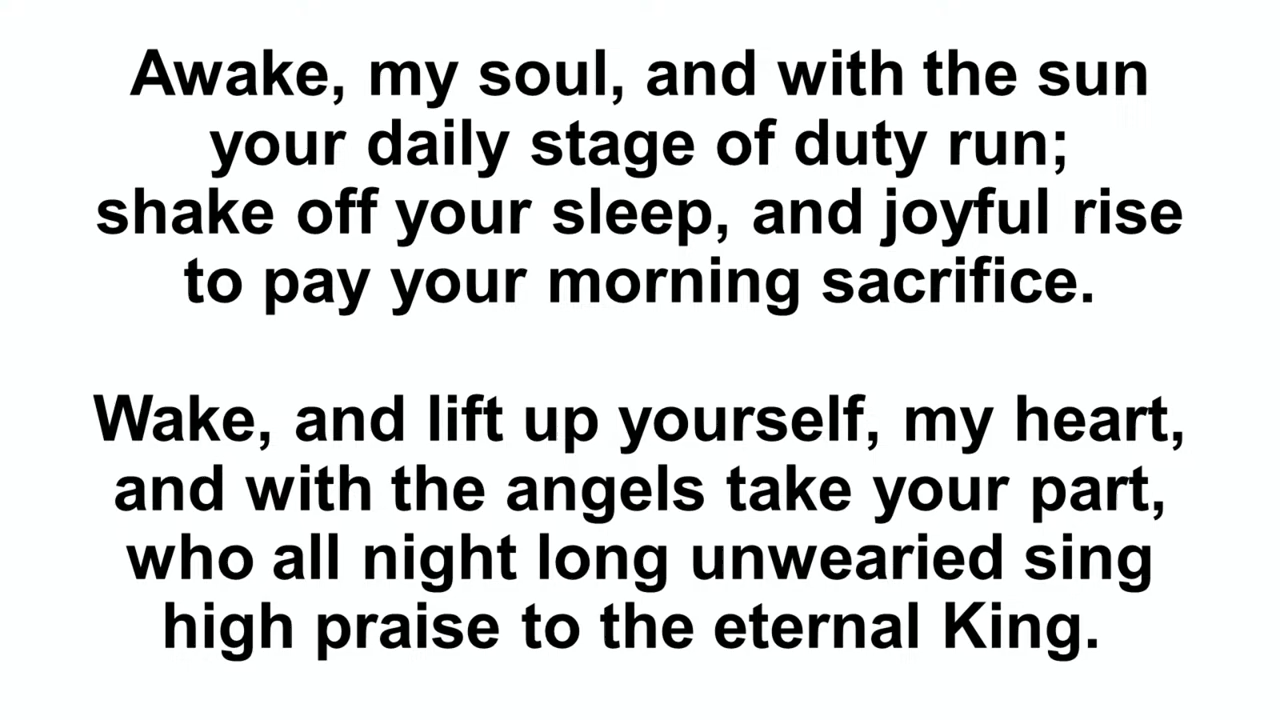 Awake, my soul, and with the sun
your daily stage of duty run;
shake off your sleep, and joyful rise
to pay your morning sacrifice.
Wake, and lift up yourself, my heart,
and with the angels take your part,
who all night long unwearied sing
high praise to the eternal King.